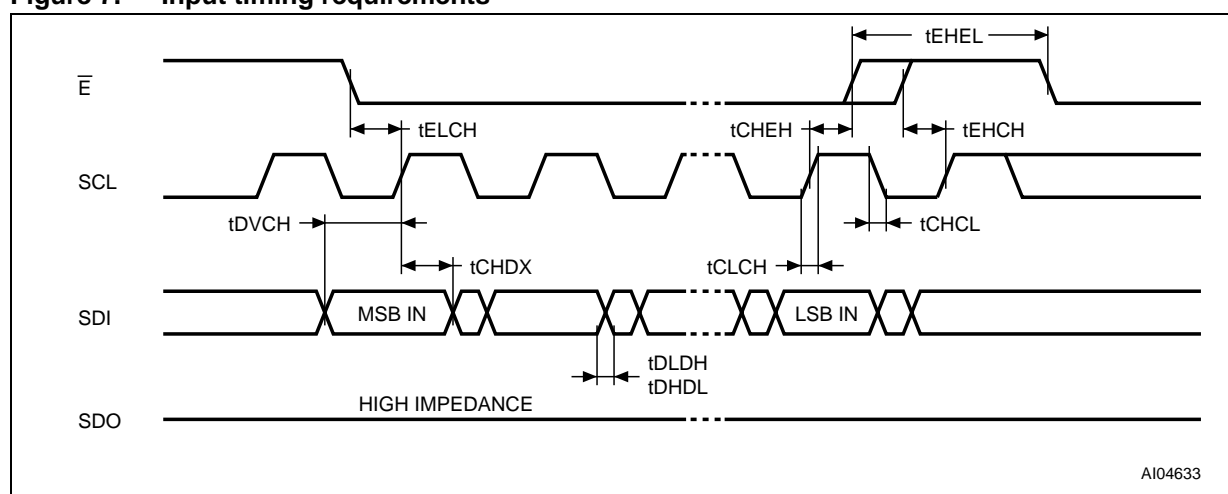 Figure 7. Input timing requirements
tEHEL
E
tELCH
tCHEH
tEHCH
SCL
tDVCH
tCHCL
tCHDX
tCLCH
SDI
MSB IN
LSB IN
tDLDH
tDHDL
HIGH IMPEDANCE
SDO
AI04633